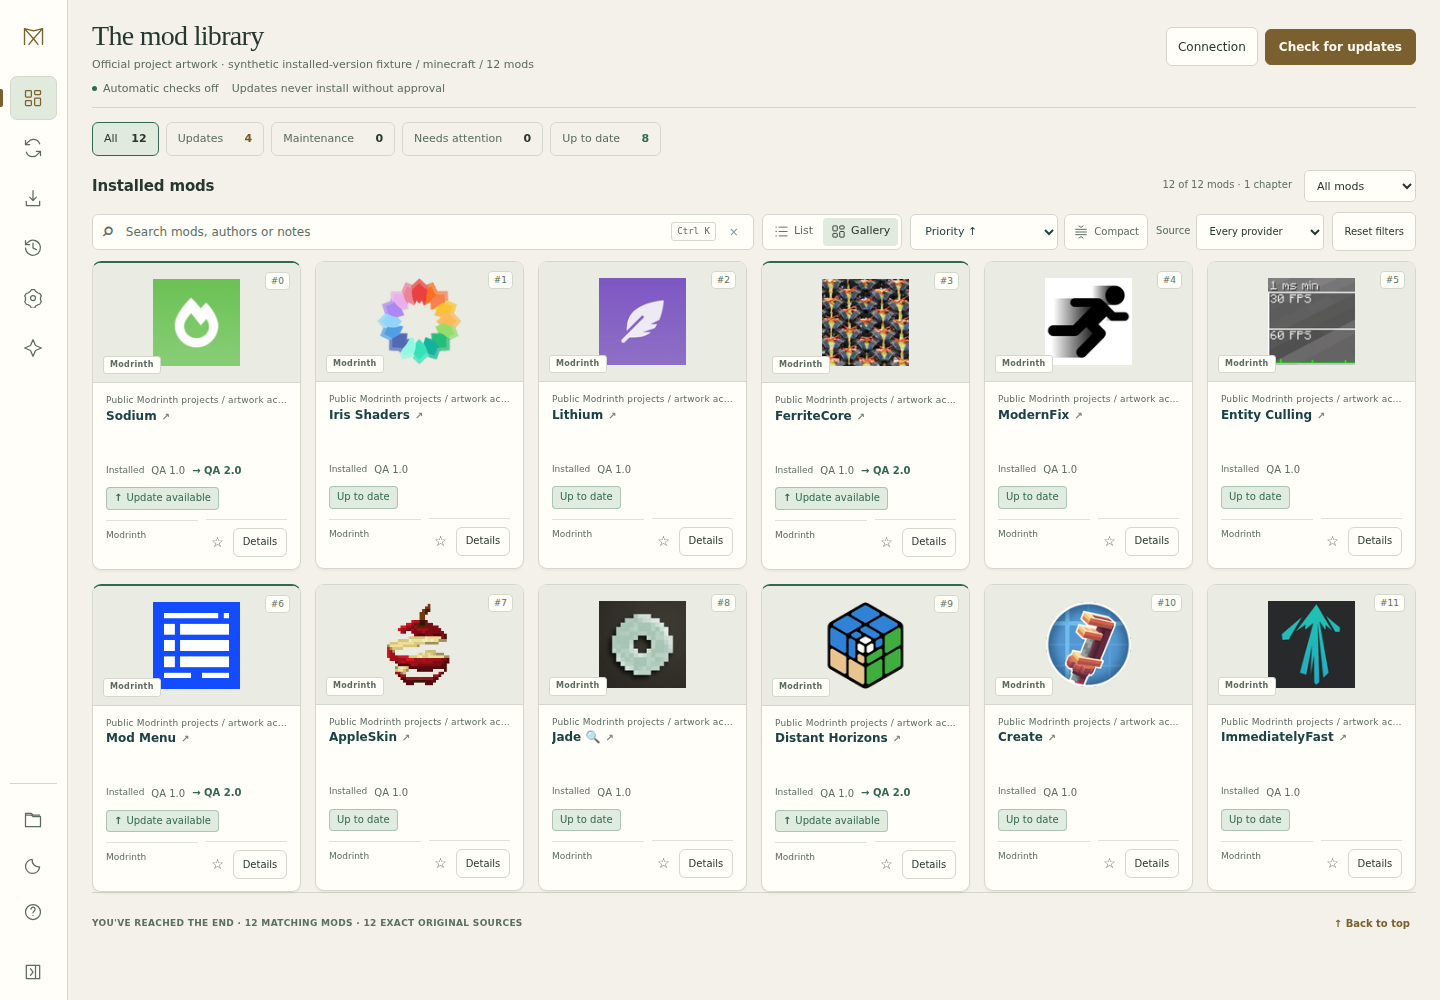 The mod library
Official project artwork · synthetic installed-version fixture / minecraft / 12 mods
Automatic checks off Updates never install without approval
Connection
Check for updates
All 12
Updates 4
Maintenance 0
Needs attention 0
Up to date 8
Installed mods
12 of 12 mods · 1 chapter
All mods
Search mods, authors or notes
Ctrl K
×
List
Gallery
Priority ↑
Compact
Source
Every provider
Reset filters
#0
Modrinth
Public Modrinth projects / artwork ac...
Sodium ↗
Installed QA 1.0 → QA 2.0
↑ Update available
Modrinth
☆ Details
#1
Modrinth
Public Modrinth projects / artwork ac...
Iris Shaders ↗
Installed QA 1.0
Up to date
Modrinth
☆ Details
#2
Modrinth
Public Modrinth projects / artwork ac...
Lithium ↗
Installed QA 1.0
Up to date
Modrinth
☆ Details
#3
Modrinth
Public Modrinth projects / artwork ac...
FerriteCore ↗
Installed QA 1.0 → QA 2.0
↑ Update available
Modrinth
☆ Details
#4
Modrinth
Public Modrinth projects / artwork ac...
ModernFix ↗
Installed QA 1.0
Up to date
Modrinth
☆ Details
1 ms min
30 FPS
60 FPS
#5
Modrinth
Public Modrinth projects / artwork ac...
Entity Culling ↗
Installed QA 1.0
Up to date
Modrinth
☆ Details
#6
Modrinth
Public Modrinth projects / artwork ac...
Mod Menu ↗
Installed QA 1.0 → QA 2.0
↑ Update available
Modrinth
☆ Details
#7
Modrinth
Public Modrinth projects / artwork ac...
AppleSkin ↗
Installed QA 1.0
Up to date
Modrinth
☆ Details
#8
Modrinth
Public Modrinth projects / artwork ac...
Jade 🔍 ↗
Installed QA 1.0
Up to date
Modrinth
☆ Details
#9
Modrinth
Public Modrinth projects / artwork ac...
Distant Horizons ↗
Installed QA 1.0 → QA 2.0
↑ Update available
Modrinth
☆ Details
#10
Modrinth
Public Modrinth projects / artwork ac...
Create ↗
Installed QA 1.0
Up to date
Modrinth
☆ Details
#11
Modrinth
Public Modrinth projects / artwork ac...
ImmediatelyFast ↗
Installed QA 1.0
Up to date
Modrinth
☆ Details
YOU'VE REACHED THE END · 12 MATCHING MODS · 12 EXACT ORIGINAL SOURCES
↑ Back to top